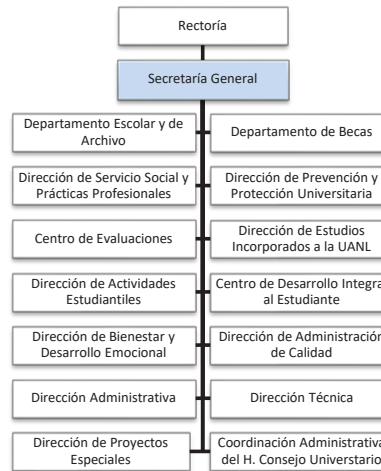 Rectoría
Secretaría General
Departamento Escolar y de
Archivo
Departamento de Becas
Dirección de Servicio Social y
Prácticas Profesionales
Dirección de Prevención y
Protección Universitaria
Centro de Evaluaciones
Dirección de Estudios
Incorporados a la UANL
Dirección de Actividades
Estudiantiles
Centro de Desarrollo Integra
al Estudiante
Dirección de Bienestar y
Desarrollo Emocional
Dirección de Administración
de Calidad
Dirección Administrativa
Dirección Técnica
Dirección de Proyectos
Especiales
Coordinación Administrativa
del H. Consejo Universtario